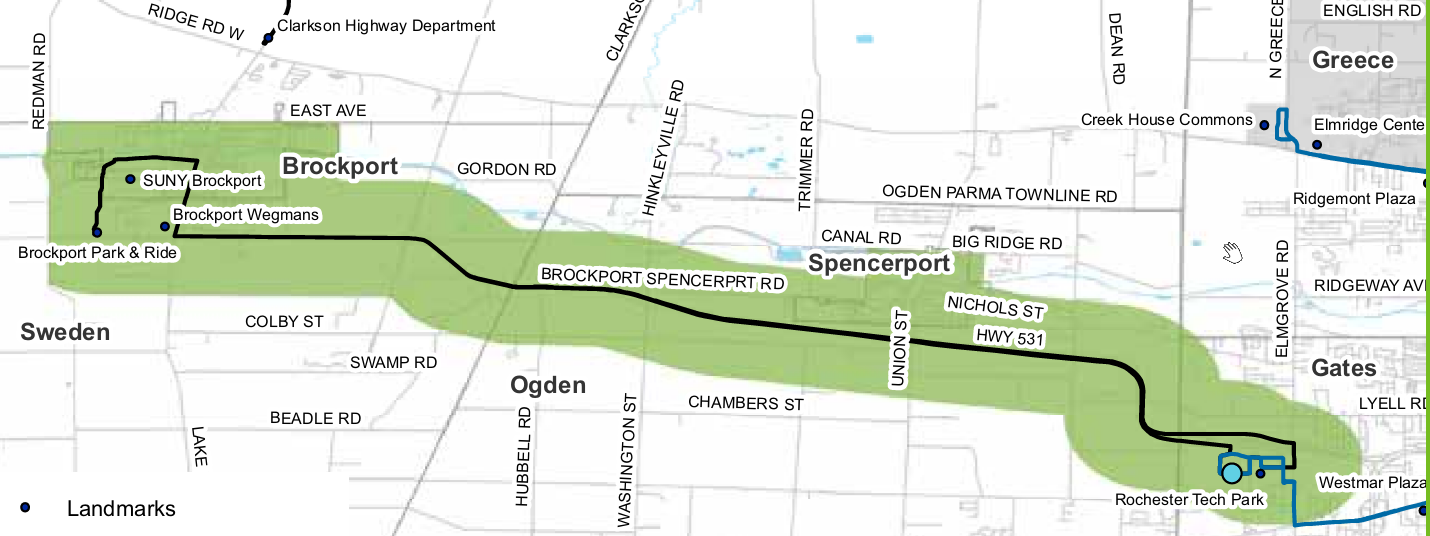 RIDGE RD W
Clarkson Highway Department
DEAN RD
N GREECE
ENGLISH RD
Greece
REDMAN RD
EAST AVE
HINKLEYVILLE RD
TRIMMER RD
Creek House Commons
Elmridge Cente
Brockport
GORDON RD
SUNY Brockport
OGDEN PARMA TOWNLINE RD
Ridgemont Plaza
Brockport Wegmans
CANAL RD
BIG RIDGE RD
Brockport Park & Ride
Spencerport
ELMGROVE RD
BROCKPORT SPENCERPRT RD
RIDGEWAY AVE
NICHOLS ST
COLBY ST
Sweden
HWY 531
UNION ST
SWAMP RD
Gates
Ogden
CHAMBERS ST
LYELL RD
BEADLE RD
LAKE
HUBBELL RD
WASHINGTON ST
Westmar Plaza
Rochester Tech Park
Landmarks